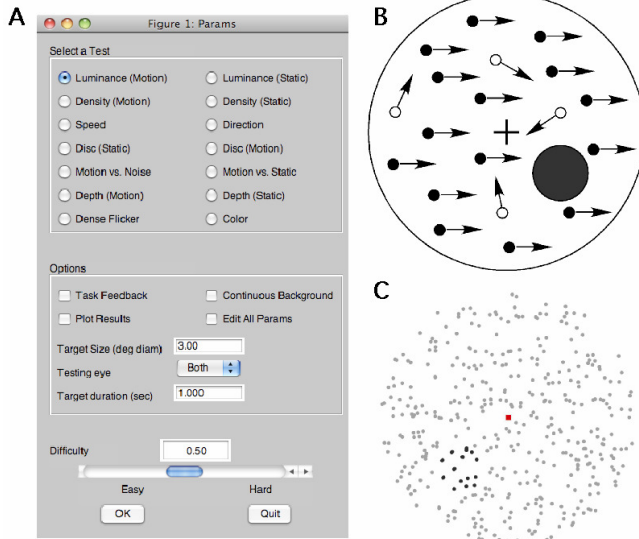 A
Figure 1: Params
Select a Test
Luminance (Motion) Luminance (Static)
Density (Motion) Density (Static)
Speed Direction
Disc (Static) Disc (Motion)
Motion vs. Noise Motion vs. Static
Depth (Motion) Depth (Static)
Dense Flicker Color
Options
Task Feedback Continuous Background
Plot Results Edit All Params
Target Size (deg diam) 3.00
Testing eye Both
Target duration (sec) 1.000
Difficulty 0.50
Easy Hard
OK Quit
B
C